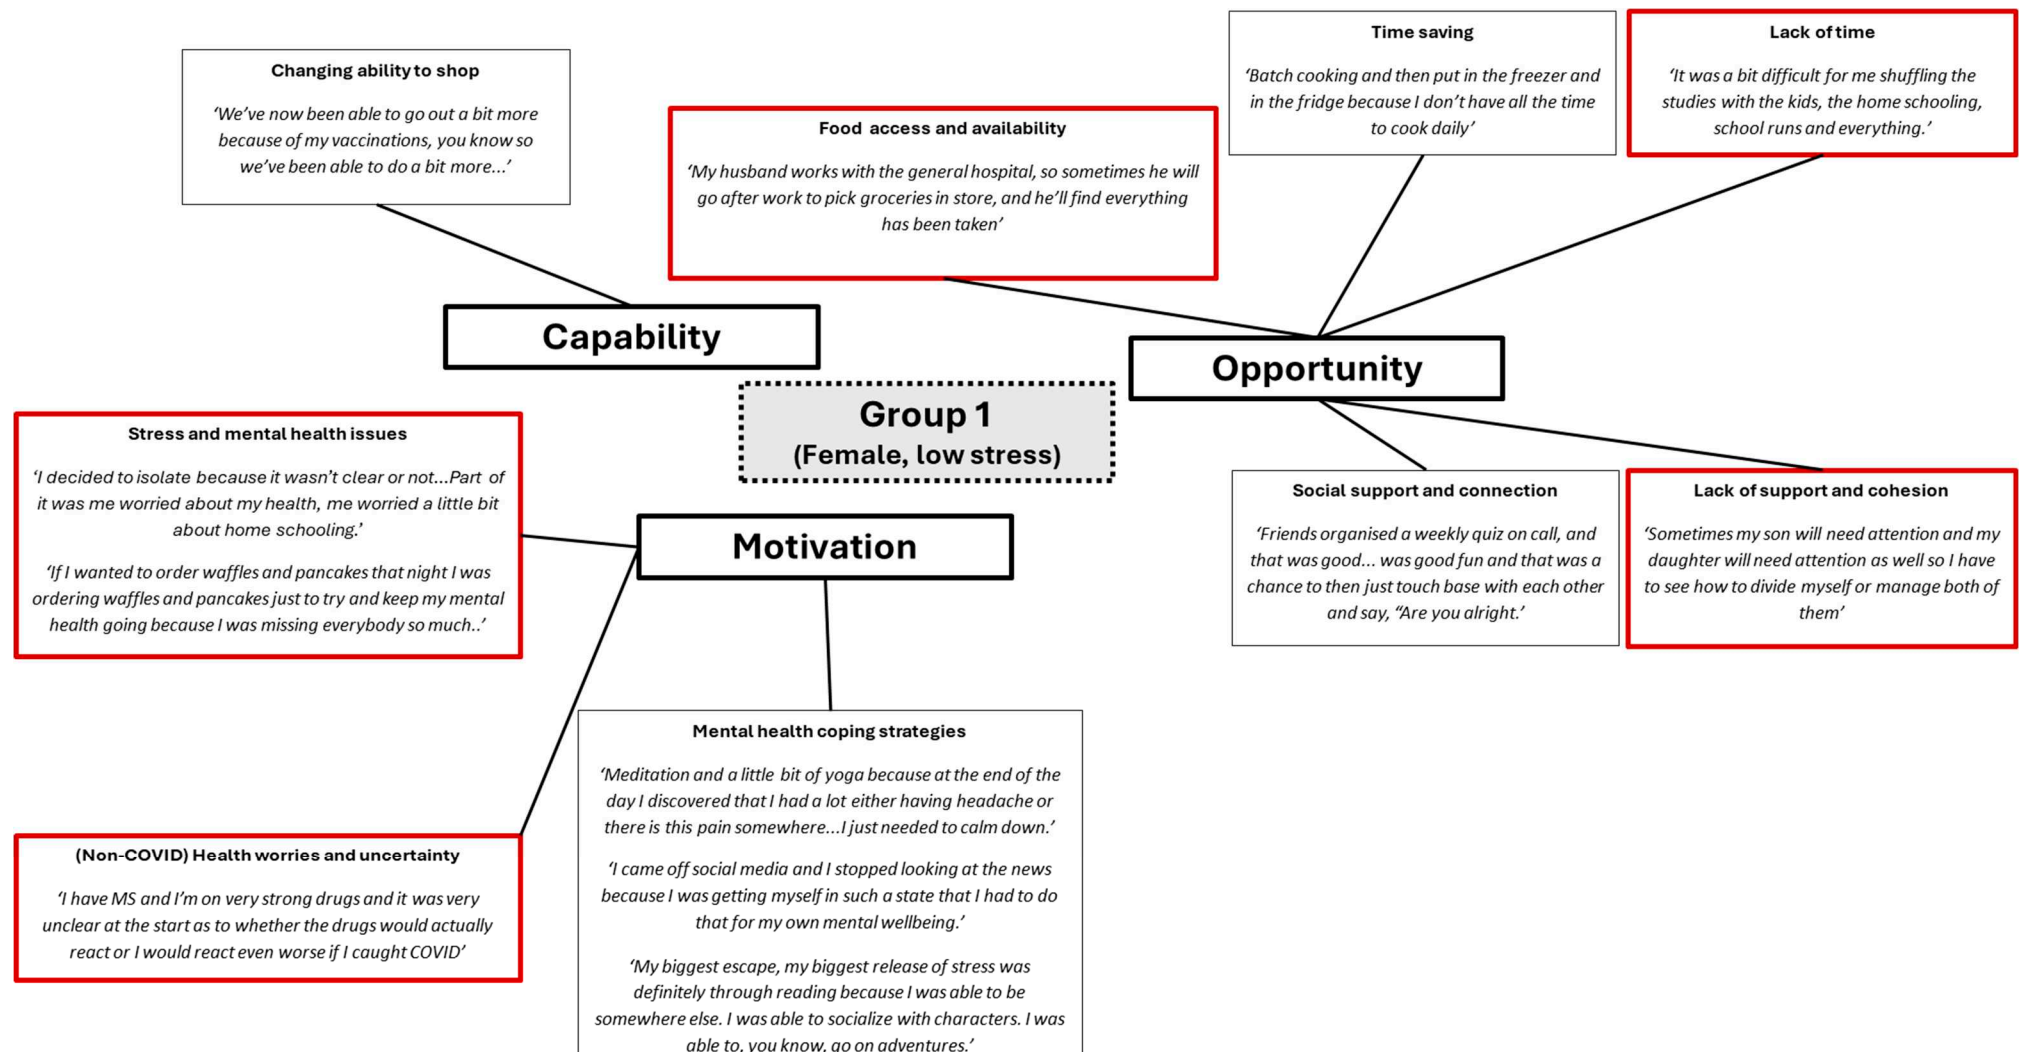 Changing ability to shop
‘We’ve now been able to go out a bit more
because of my vaccinations, you know so
we’ve been able to do a bit more...’
Food access and availability
‘My husband works with the general hospital, so sometimes he will
go after work to pick groceries in store, and he’ll find everything
has been taken’
Time saving
‘Batch cooking and then put in the freezer and
in the fridge because I don’t have all the time
to cook daily’
Lack of time
‘It was a bit difficult for me shuffling the
studies with the kids, the home schooling,
school runs and everything.’
Capability
Opportunity
Group 1
(Female, low stress)
Stress and mental health issues
‘I decided to isolate because it wasn’t clear or not...Part of
it was me worried about my health, me worried a little bit
about home schooling.’
‘If I wanted to order waffles and pancakes that night I was
ordering waffles and pancakes just to try and keep my mental
health going because I was missing everybody so much..’
Motivation
Social support and connection
‘Friends organised a weekly quiz on call, and
that was good... was good fun and that was a
chance to then just touch base with each other
and say, “Are you alright.’
Lack of support and cohesion
‘Sometimes my son will need attention and my
daughter will need attention as well so I have
to see how to divide myself or manage both of
them’
Mental health coping strategies
‘Meditation and a little bit of yoga because at the end of the
day I discovered that I had a lot either having headache or
there is this pain somewhere...I just needed to calm down.’
‘I came off social media and I stopped looking at the news
because I was getting myself in such a state that I had to do
that for my own mental wellbeing.’
‘My biggest escape, my biggest release of stress was
definitely through reading because I was able to be
somewhere else. I was able to socialize with characters. I was
able to, you know, go on adventures.’
(Non-COVID) Health worries and uncertainty
‘I have MS and I’m on very strong drugs and it was very
unclear at the start as to whether the drugs would actually
react or I would react even worse if I caught COVID’